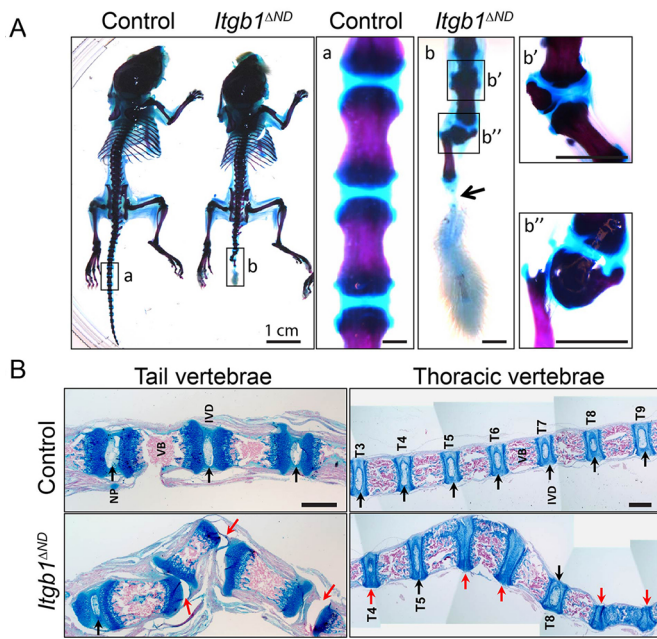 A
Control
Itgb1ΔND
Control
Itgb1ΔND
a
b
1 cm
a
b
b'
b''
b'
b''
B
Tail vertebrae
Thoracic vertebrae
Control
IVD
VB
NP
T3
T4
T5
T6
T7
T8
T9
VB
IVD
Itgb1ΔND
T4
T5
T8